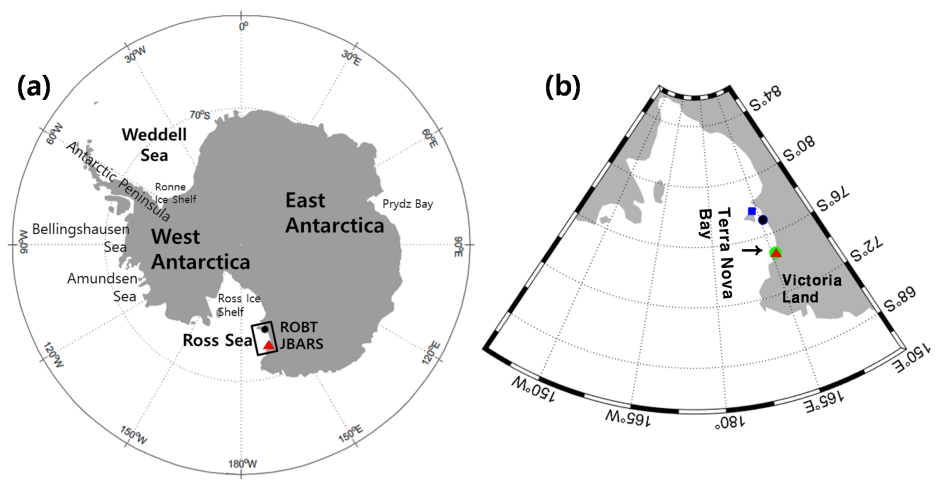 (a)
0°
30°W
30°E
60°W
60°E
70°S
Weddell
Sea
Antarctic Peninsula
Ronne
Ice Shelf
East
Antarctica
Prydz Bay
Bellingshausen
Sea
West
Antarctica
90°W
90°E
Amundsen
Sea
Ross Ice
Shelf
Ross Sea
ROBT
JBARS
120°W
120°E
150°W
150°E
180°W
(b)
84°S
80°S
76°S
72°S
68°S
Terra Nova
Bay
Victoria
Land
150°W
165°W
180°
165°E
150°E